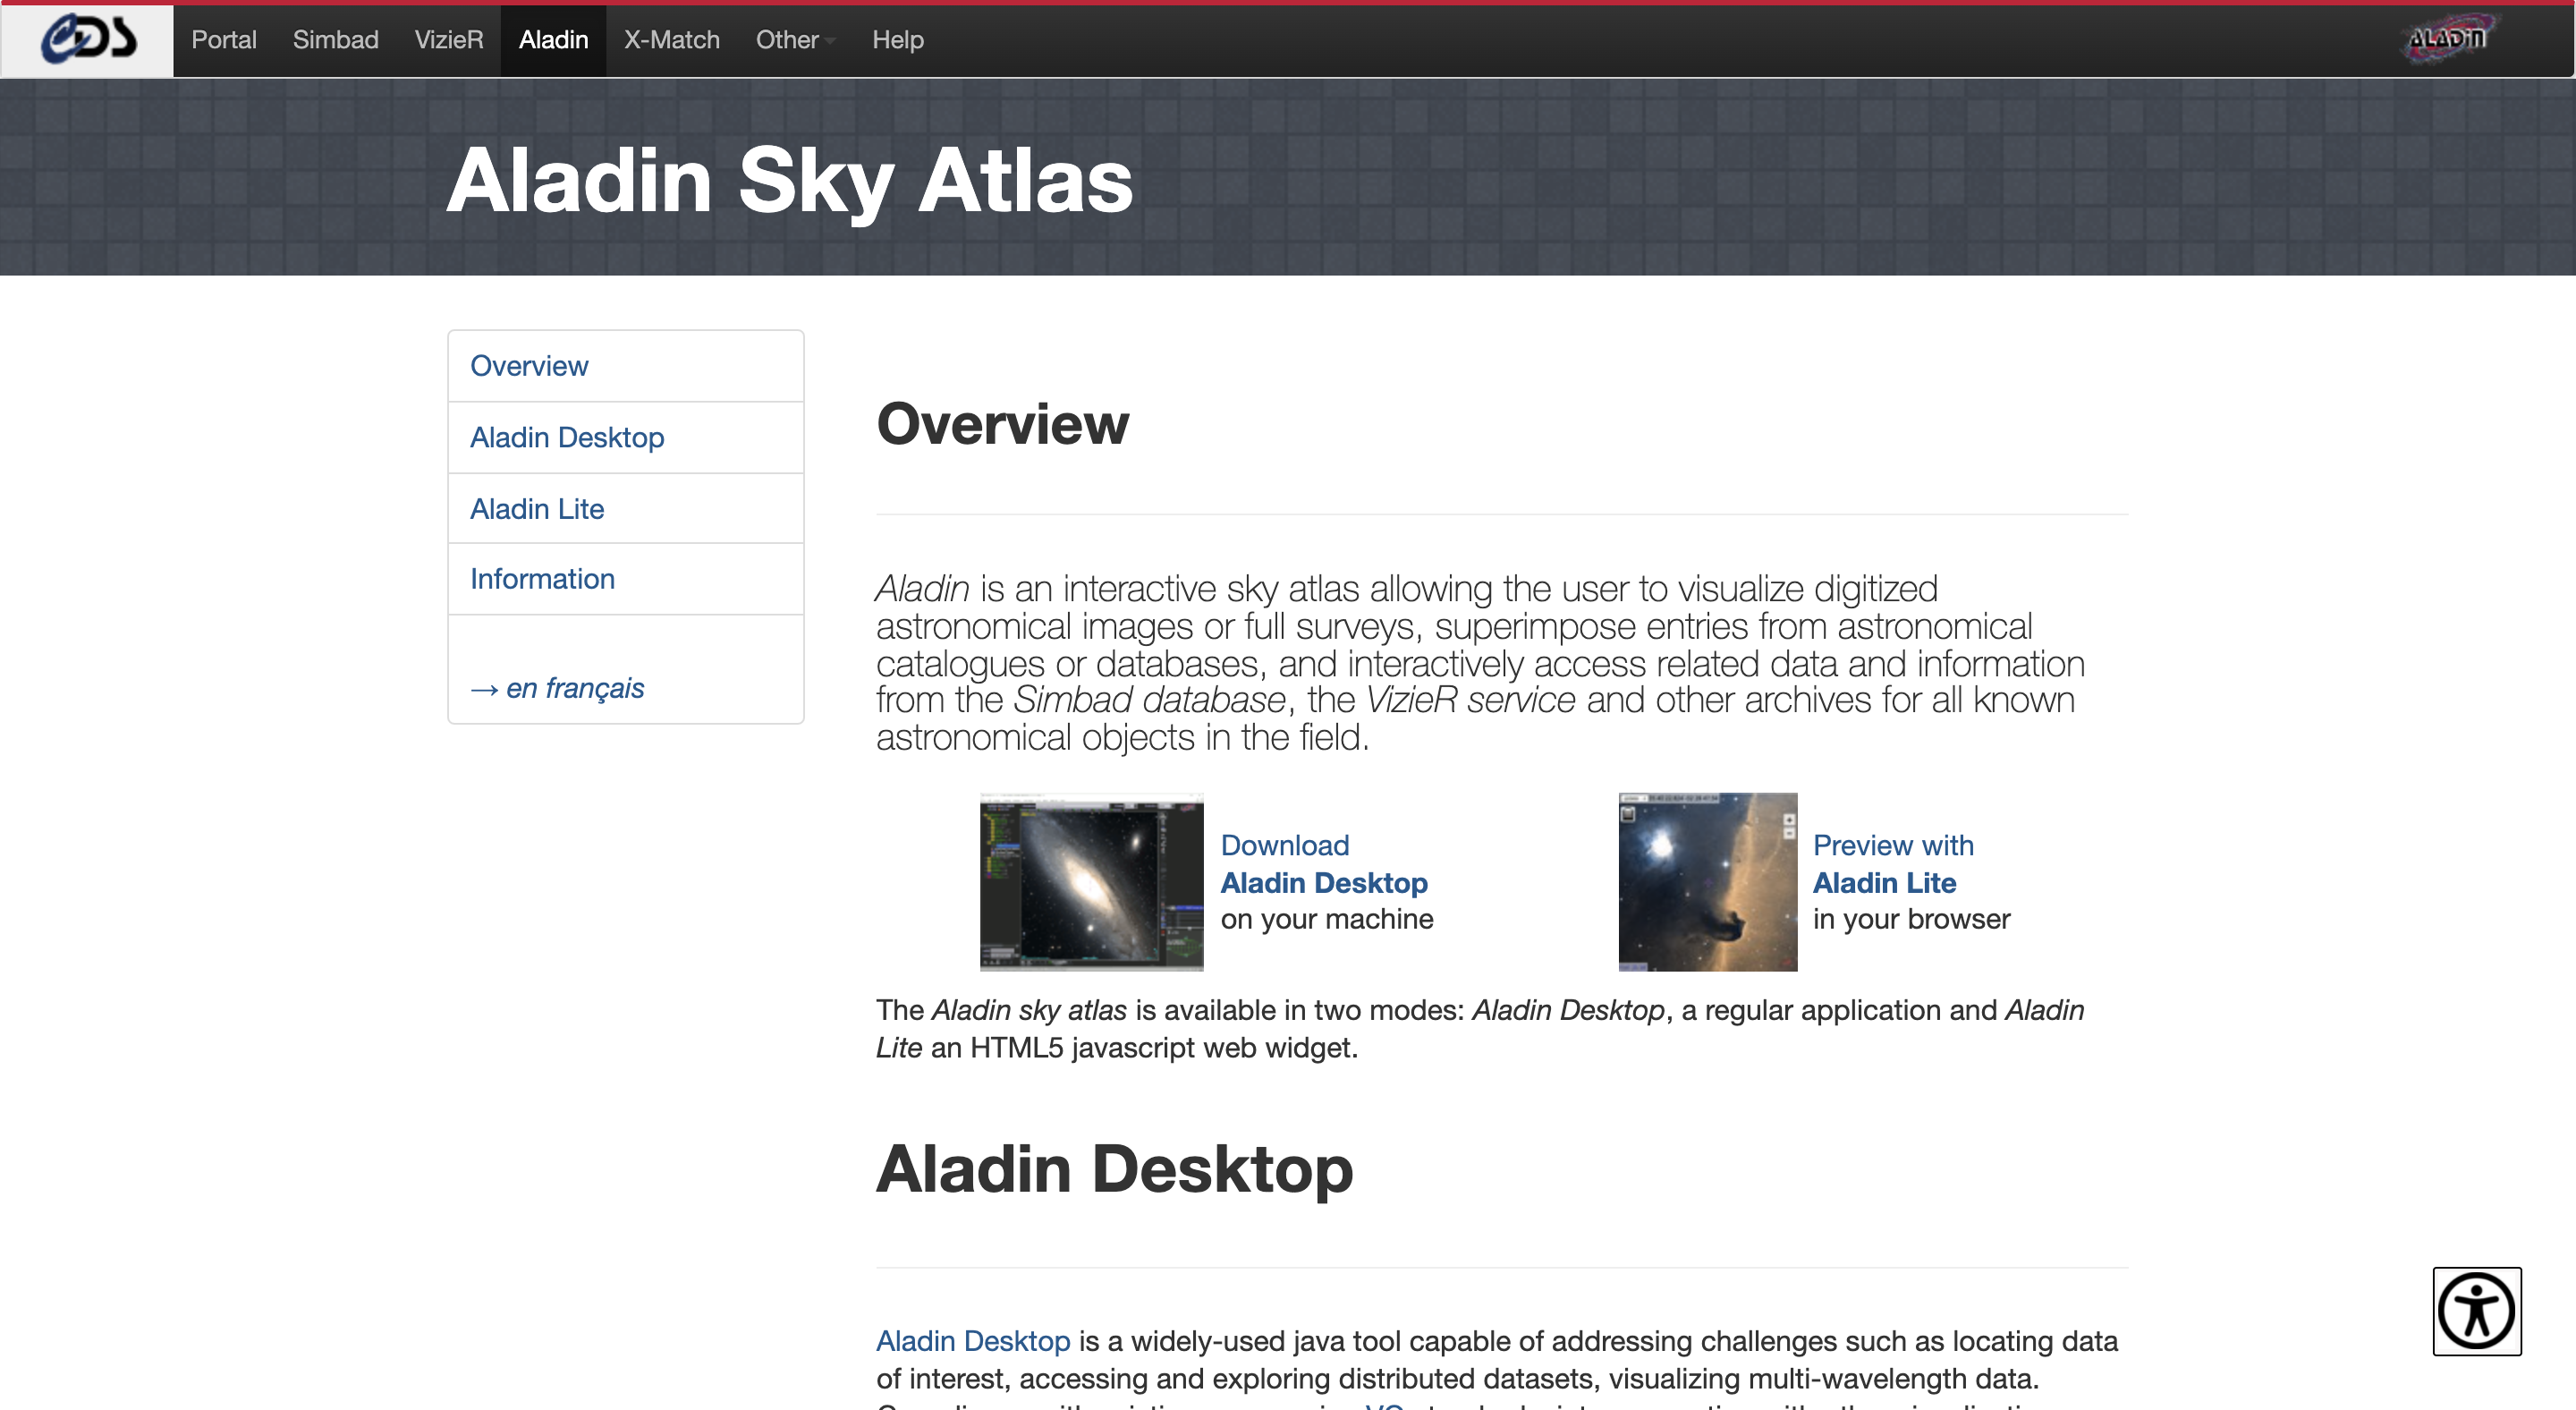 CDS Portal Simbad VizieR Aladin X-Match Other Help ALADIN
Aladin Sky Atlas
Overview
Aladin Desktop
Aladin Lite
Information
→ en français
Overview
Aladin is an interactive sky atlas allowing the user to visualize digitized
astronomical images or full surveys, superimpose entries from astronomical
catalogues or databases, and interactively access related data and information
from the Simbad database, the VizieR service and other archives for all known
astronomical objects in the field.
Download
Aladin Desktop
on your machine
Preview with
Aladin Lite
in your browser
The Aladin sky atlas is available in two modes: Aladin Desktop, a regular application and Aladin
Lite an HTML5 javascript web widget.
Aladin Desktop
Aladin Desktop is a widely-used java tool capable of addressing challenges such as locating data
of interest, accessing and exploring distributed datasets, visualizing multi-wavelength data.